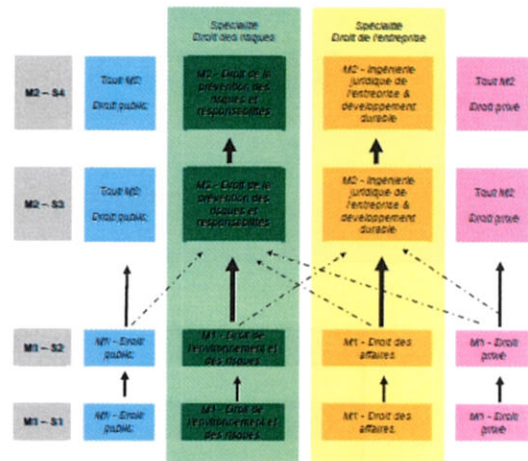 Spécialité
Droit des risques
Spécialité
Droit de l'entreprise
M2 – S4
Tout M2
Droit public
M2 - Droit de la
prévention des
risques et
responsabilités
M2 - Ingénierie
juridique de
l'entreprise &
développement
durable
Tout M2
Droit privé
M2 – S3
Tout M2
Droit public
M2 - Droit de la
prévention des
risques et
responsabilités
M2 - Ingénierie
juridique de
l'entreprise &
développement
durable
Tout M2
Droit privé
M1 – S2
M1 - Droit
public
M1 - Droit de
l'environnement et
des risques
M1 - Droit des
affaires
M1 - Droit
privé
M1 – S1
M1 - Droit
public
M1 - Droit de
l'environnement et
des risques
M1 - Droit des
affaires
M1 - Droit
privé